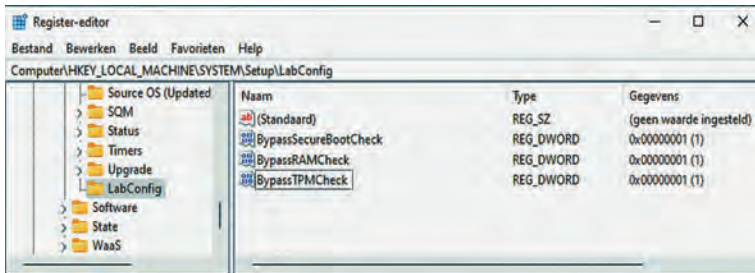 Register-editor
Bestand Bewerken Beeld Favorieten Help
Computer\HKEY_LOCAL_MACHINE\SYSTEM\Setup\LabConfig
Source OS (Updated
SQM
Status
Timers
Upgrade
LabConfig
Software
State
WaaS
Naam Type Gegevens
ab (Standaard) REG_SZ (geen waarde ingesteld)
BypassSecureBootCheck REG_DWORD 0x00000001 (1)
BypassRAMCheck REG_DWORD 0x00000001 (1)
BypassTPMCheck REG_DWORD 0x00000001 (1)